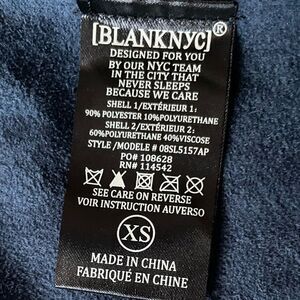 [BLANKNYC]®
DESIGNED FOR YOU
BY OUR NYC TEAM
IN THE CITY THAT
NEVER SLEEPS
BECAUSE WE CARE
SHELL 1/EXTÉRIEUR 1:
90% POLYESTER 10%POLYURETHANE
SHELL 2/EXTÉRIEUR 2:
60%POLYURETHANE 40%VISCOSE
STYLE /MODELE # 08SL5157AP
PO# 108628
RN# 114542
SEE CARE ON REVERSE
VOIR INSTRUCTION AUVERSO
XS
MADE IN CHINA
FABRIQUÉ EN CHINE